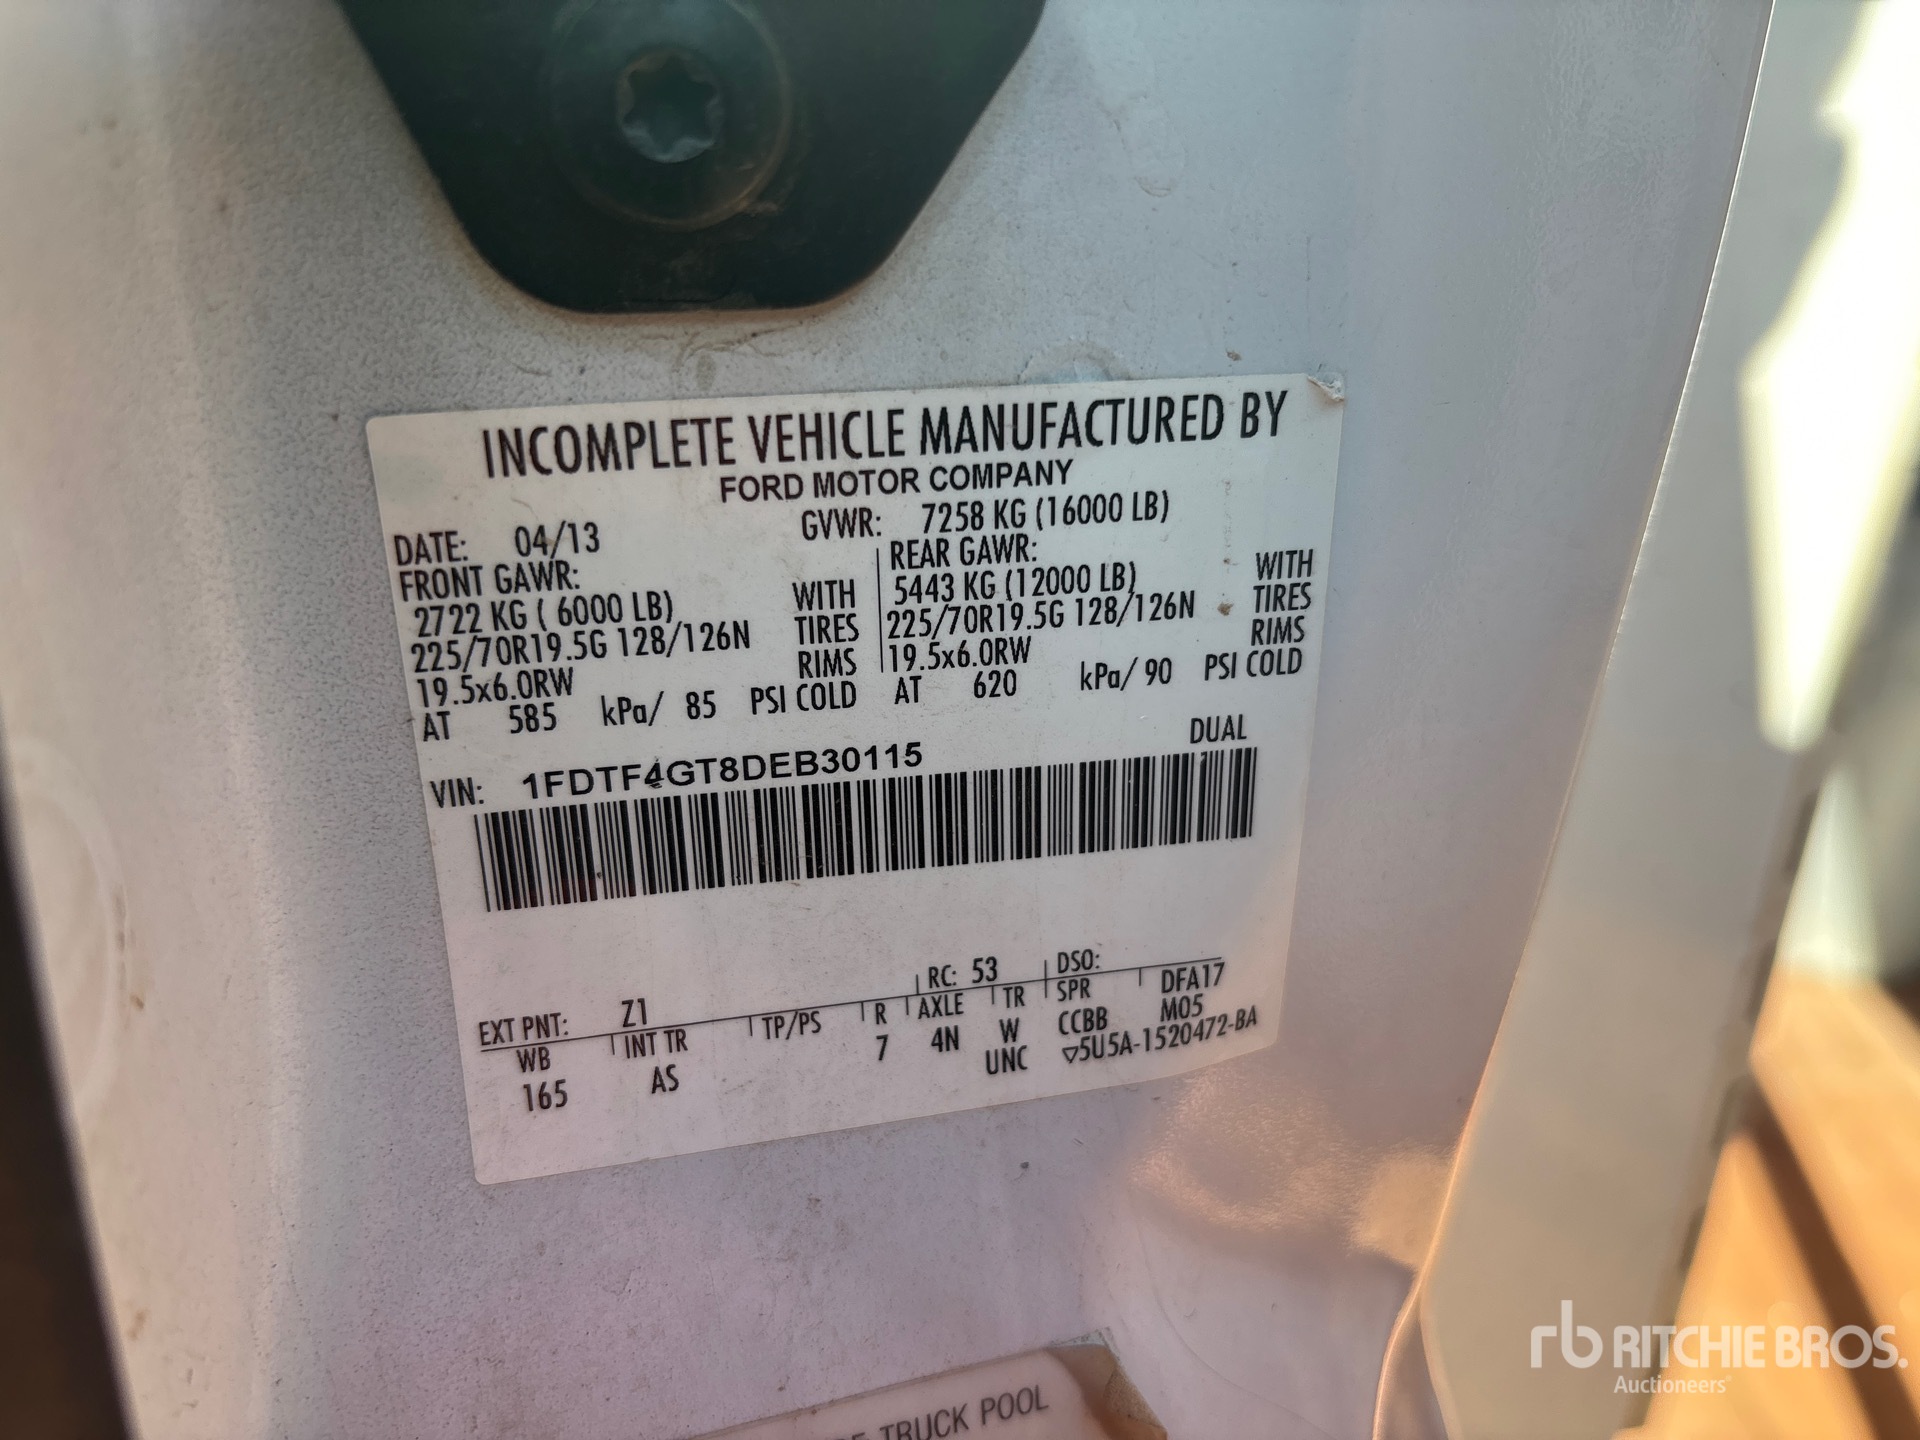 INCOMPLETE VEHICLE MANUFACTURED BY
FORD MOTOR COMPANY
DATE: 04/13 GVWR: 7258 KG (16000 LB)
FRONT GAWR: REAR GAWR:
2722 KG ( 6000 LB) WITH 5443 KG (12000 LB) WITH
225/70R19.5G 128/126N TIRES 225/70R19.5G 128/126N TIRES
19.5x6.0RW RIMS 19.5x6.0RW RIMS
AT 585 kPa/ 85 PSI COLD AT 620 kPa/ 90 PSI COLD
DUAL
VIN: 1FDTF4GT8DEB30115
EXT PNT: Z1 RC: 53 DSO:
WB INT TR TP/PS R AXLE TR SPR DFA17
165 AS 7 4N W CCBB M05
UNC ▽5U5A-1520472-BA
TRUCK POOL
rb RITCHIE BROS.
Auctioneers